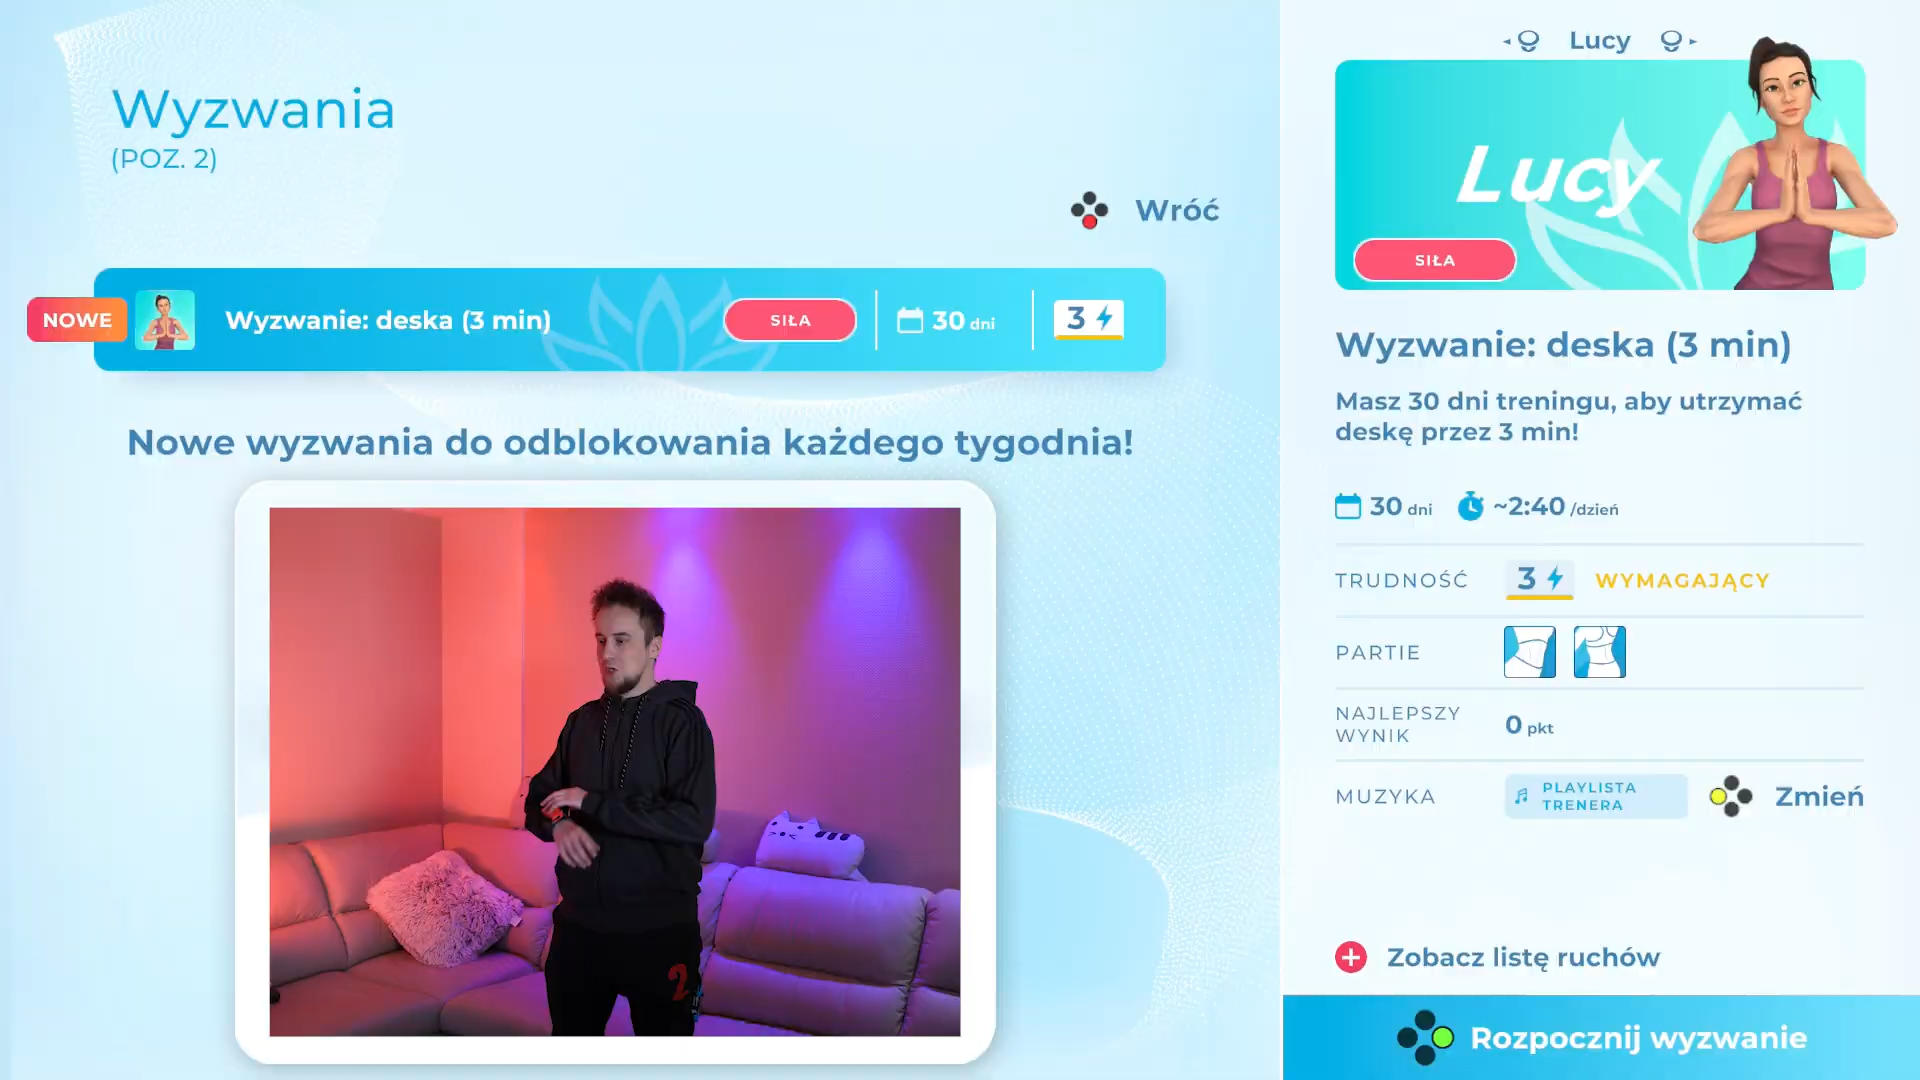 Wyzwania
(POZ. 2)
Wróć
NOWE
Wyzwanie: deska (3 min)
SIŁA
30 dni
3
Nowe wyzwania do odblokowania każdego tygodnia!
2
Lucy
Lucy
SIŁA
Wyzwanie: deska (3 min)
Masz 30 dni treningu, aby utrzymać
deskę przez 3 min!
30 dni
~2:40 /dzień
TRUDNOŚĆ
3
WYMAGAJĄCY
PARTIE
NAJLEPSZY
WYNIK
0 pkt
MUZYKA
PLAYLISTA
TRENERA
Zmień
Zobacz listę ruchów
Rozpocznij wyzwanie